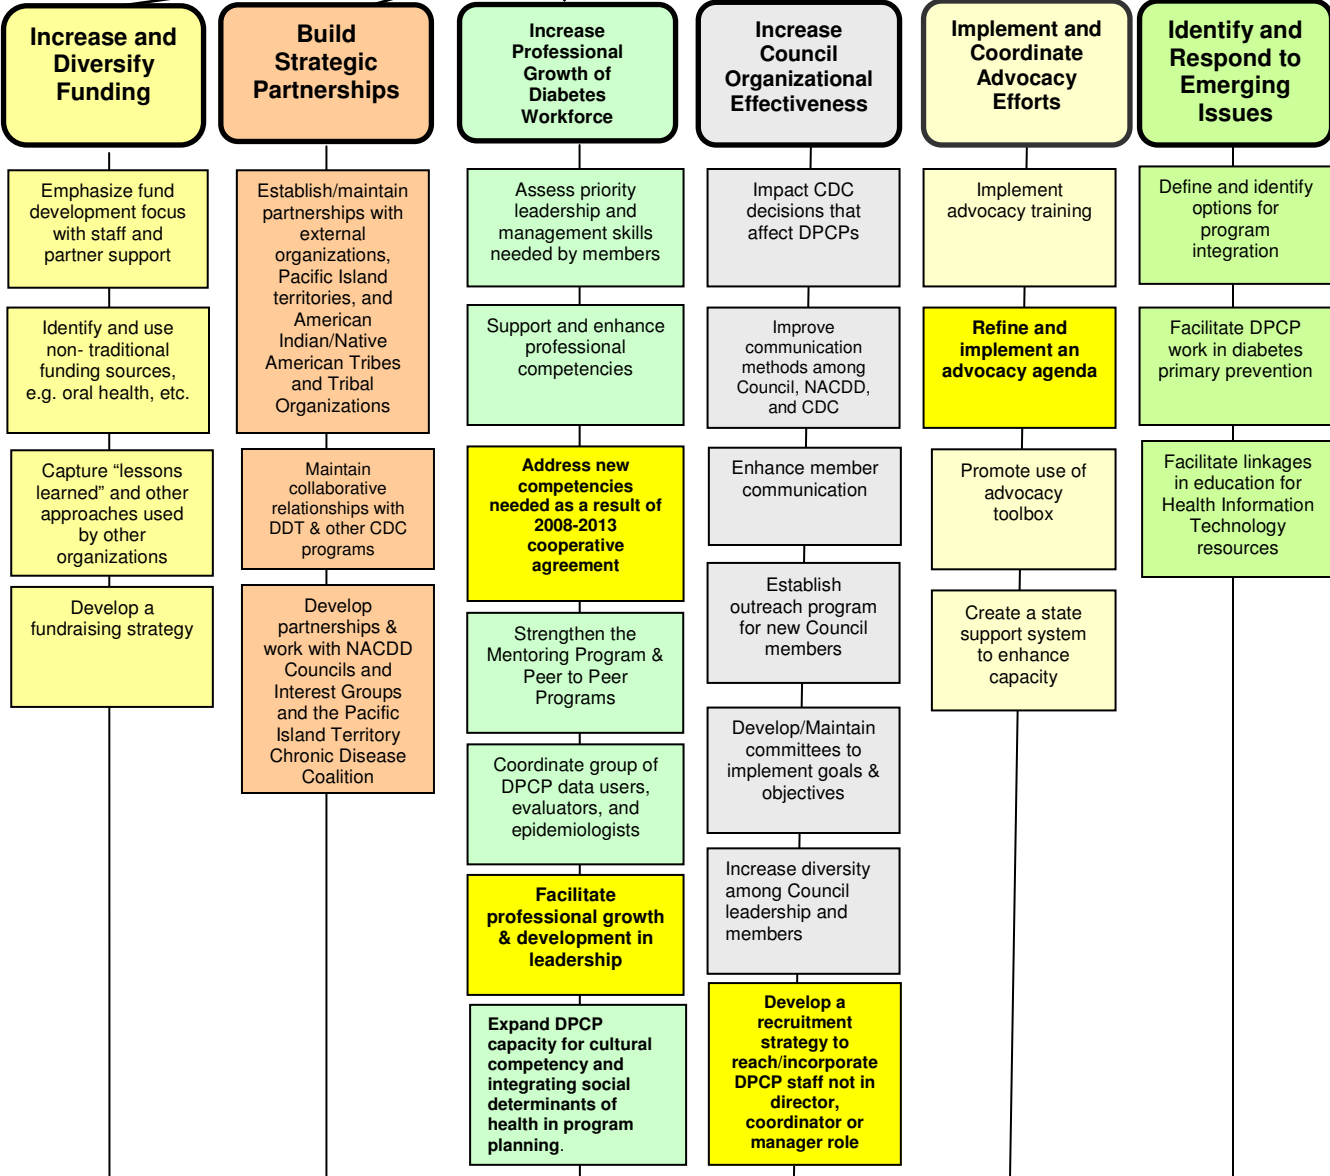 Increase and
Diversify
Funding
Emphasize fund
development focus
with staff and
partner support
Identify and use
non- traditional
funding sources,
e.g. oral health, etc.
Capture “lessons
learned” and other
approaches used
by other
organizations
Develop a
fundraising strategy
Build
Strategic
Partnerships
Establish/maintain
partnerships with
external
organizations,
Pacific Island
territories, and
American
Indian/Native
American Tribes
and Tribal
Organizations
Maintain
collaborative
relationships with
DDT & other CDC
programs
Develop
partnerships &
work with NACDD
Councils and
Interest Groups
and the Pacific
Island Territory
Chronic Disease
Coalition
Increase
Professional
Growth of
Diabetes
Workforce
Assess priority
leadership and
management skills
needed by members
Support and enhance
professional
competencies
Address new
competencies
needed as a result of
2008-2013
cooperative
agreement
Strengthen the
Mentoring Program &
Peer to Peer
Programs
Coordinate group of
DPCP data users,
evaluators, and
epidemiologists
Facilitate
professional growth
& development in
leadership
Expand DPCP
capacity for cultural
competency and
integrating social
determinants of
health in program
planning.
Increase
Council
Organizational
Effectiveness
Impact CDC
decisions that
affect DPCPs
Improve
communication
methods among
Council, NACDD,
and CDC
Enhance member
communication
Establish
outreach program
for new Council
members
Develop/Maintain
committees to
implement goals &
objectives
Increase diversity
among Council
leadership and
members
Develop a
recruitment
strategy to
reach/incorporate
DPCP staff not in
director,
coordinator or
manager role
Implement and
Coordinate
Advocacy
Efforts
Implement
advocacy training
Refine and
implement an
advocacy agenda
Promote use of
advocacy
toolbox
Create a state
support system
to enhance
capacity
Identify and
Respond to
Emerging
Issues
Define and identify
options for
program
integration
Facilitate DPCP
work in diabetes
primary prevention
Facilitate linkages
in education for
Health Information
Technology
resources